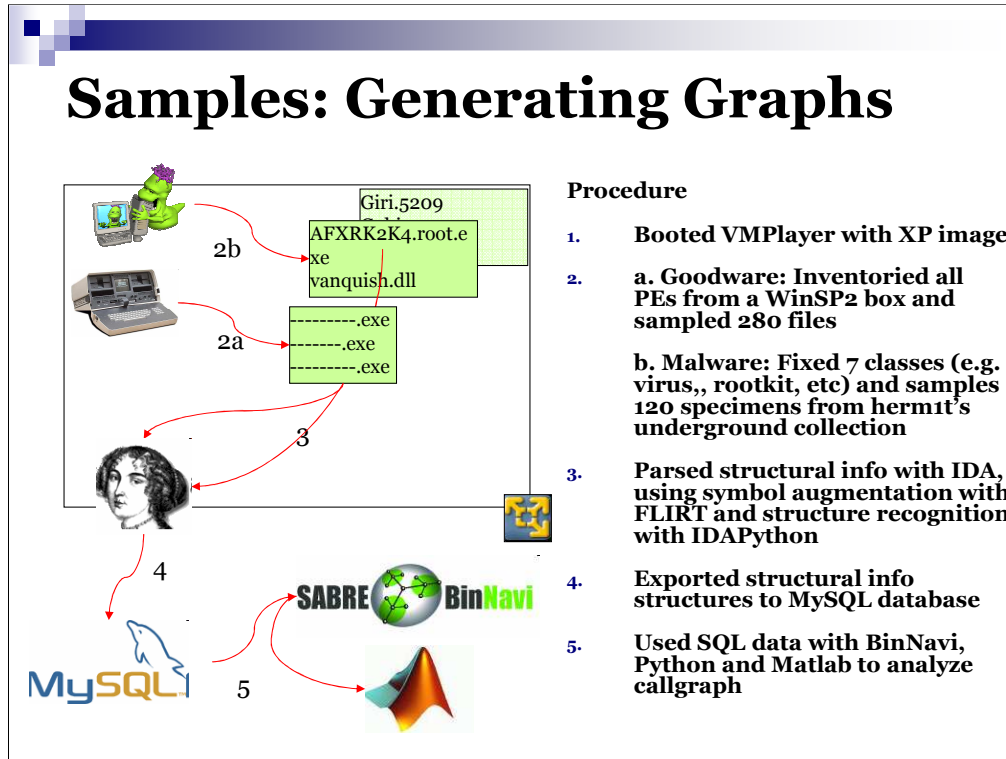 Samples: Generating Graphs
Giri.5209
AFXRK2K4.root.e
xe
vanquish.dll
2b
---------.exe
-------.exe
---------.exe
2a
3
4
SABRE BinNavi
MySQL
5
Procedure
1. Booted VMPlayer with XP image
2. a. Goodware: Inventoried all
PEs from a WinSP2 box and
sampled 280 files
b. Malware: Fixed 7 classes (e.g.
virus,, rootkit, etc) and samples
120 specimens from herm1t's
underground collection
3. Parsed structural info with IDA,
using symbol augmentation with
FLIRT and structure recognition
with IDAPython
4. Exported structural info
structures to MySQL database
5. Used SQL data with BinNavi,
Python and Matlab to analyze
callgraph